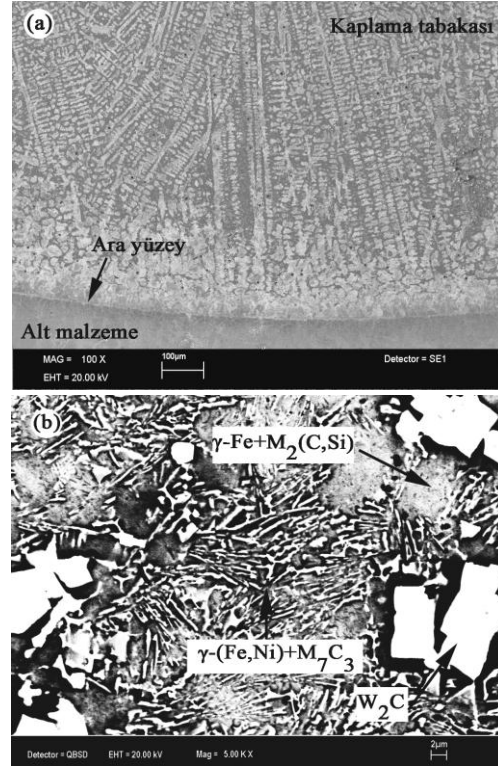 (a)
Kaplama tabakası
Ara yüzey
Alt malzeme
MAG = 100 X
EHT = 20.00 kV
100µm
Detector = SE1
(b)
γ-Fe+M₂(C,Si)
γ-(Fe,Ni)+M₇C₃
W₂C
Detector = QBSD EHT = 20.00 kV Mag = 5.00 K X 2µm